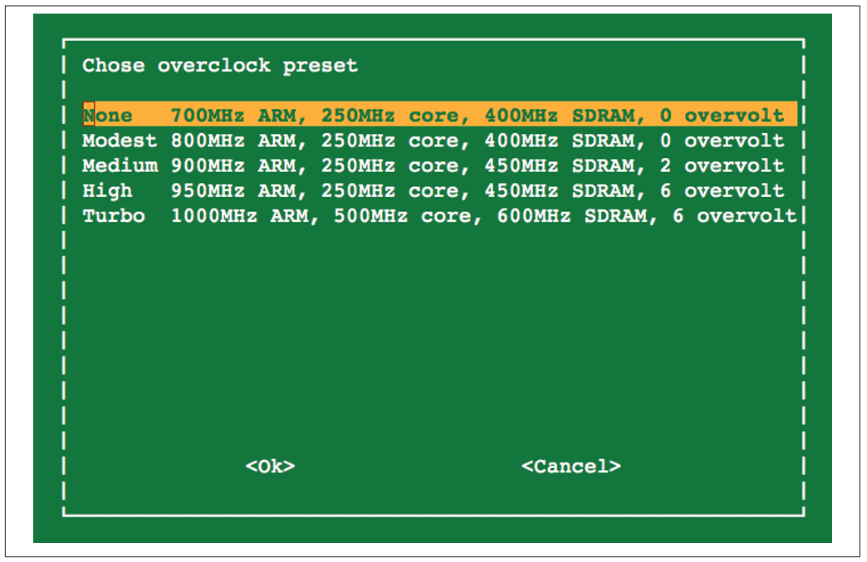 Chose overclock preset
None 700MHz ARM, 250MHz core, 400MHz SDRAM, 0 overvolt
Modest 800MHz ARM, 250MHz core, 400MHz SDRAM, 0 overvolt
Medium 900MHz ARM, 250MHz core, 450MHz SDRAM, 2 overvolt
High 950MHz ARM, 250MHz core, 450MHz SDRAM, 6 overvolt
Turbo 1000MHz ARM, 500MHz core, 600MHz SDRAM, 6 overvolt
<Ok> <Cancel>